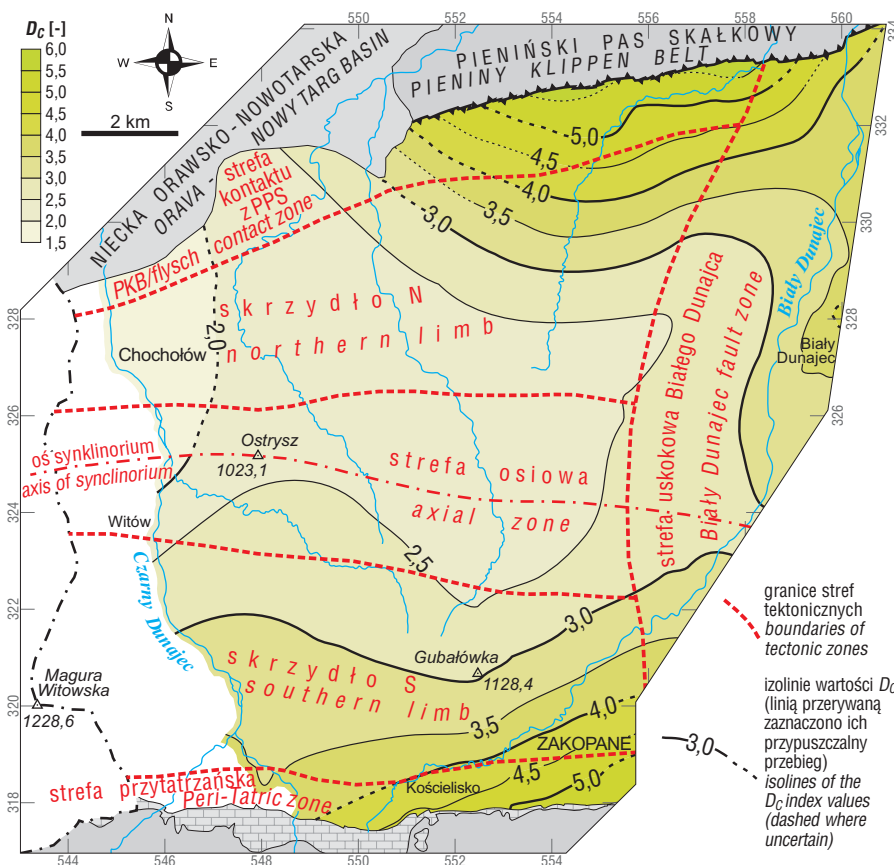 D_C [-]
6,0
5,5
5,0
4,5
4,0
3,5
3,0
2,5
2,0
1,5
N
W E
S
2 km
550 552 554 556 558 560 334
332
330
328
326
PIENIŃSKI PAS SKAŁKOWY
PIENINY KLIPPEN BELT
NIECKA ORAWSKO-NOWOTARSKA
ORAVA NOWY TARG BASIN
strefa
kontaktu
z PPS
PKB/flysch contact zone
5,0
4,5
4,0
3,5
3,0
2,0
skrzydło N
northern limb
Chochołów
328
326
324
322
320
318
Biały Dunajec
Biały
Dunajec
strefa uskokowa Białego Dunajca
Biały Dunajec fault zone
oś synklinorium
axis of synclinorium
Ostrysz
1023,1
strefa osiowa
axial zone
Witów
2,5
Czarny Dunajec
3,0
Gubałówka
1128,4
skrzydło S
southern limb
Magura
Witowska
1228,6
3,5
4,0
ZAKOPANE
4,5
5,0
Kościelisko
strefa przytatrzańska
Peri-Tatric zone
544 546 548 550 552 554
granice stref
tektonicznych
boundaries of
tectonic zones
izolinie wartości D_C
(linią przerywaną
zaznaczono ich
przypuszczalny
przebieg)
isolines of the
D_C index values
(dashed where
uncertain)
3,0